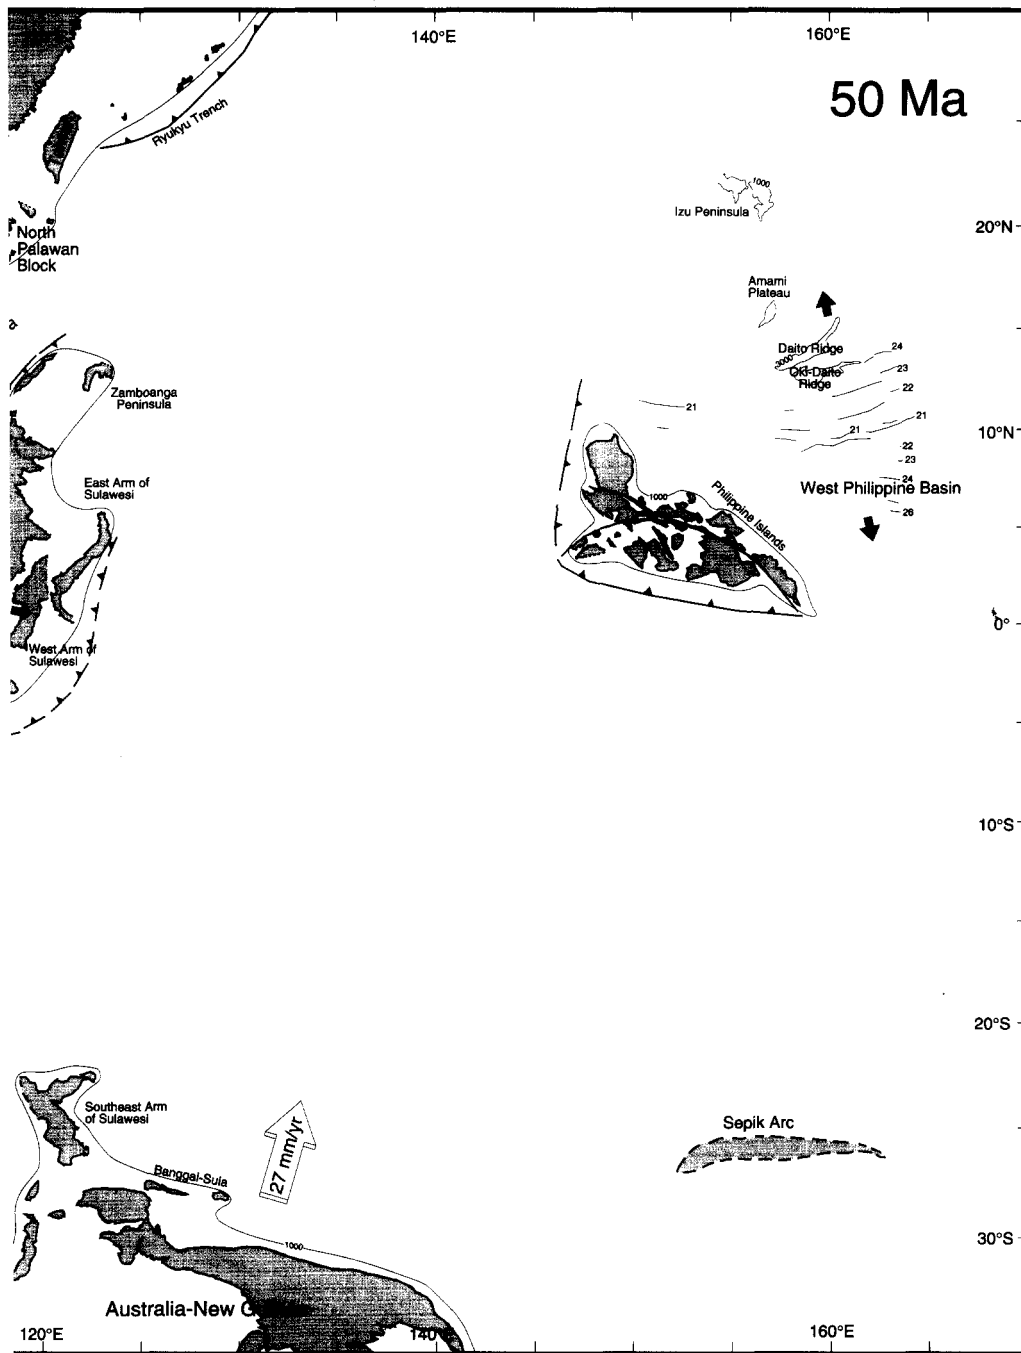 140°E
160°E
50 Ma
Ryukyu Trench
1000
Izu Peninsula
20°N
North
Palawan
Block
Amami
Plateau
Daito Ridge
3000
Oki-Daito
Ridge
24
23
22
21
21
21
10°N
22
23
24
26
Zamboanga
Peninsula
East Arm of
Sulawesi
1000
Philippine Islands
West Philippine Basin
0°
West Arm of
Sulawesi
10°S
20°S
Southeast Arm
of Sulawesi
27 mm/yr
Sepik Arc
Banggai-Sula
1000
30°S
Australia-New G
120°E
140°
160°E